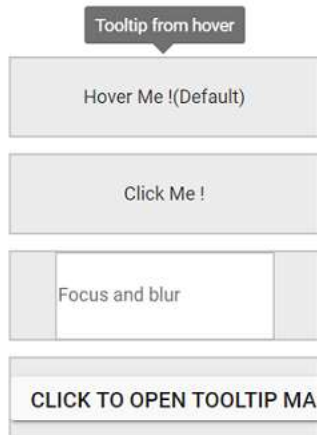 Tooltip from hover
Hover Me !(Default)
Click Me !
Focus and blur
CLICK TO OPEN TOOLTIP MA